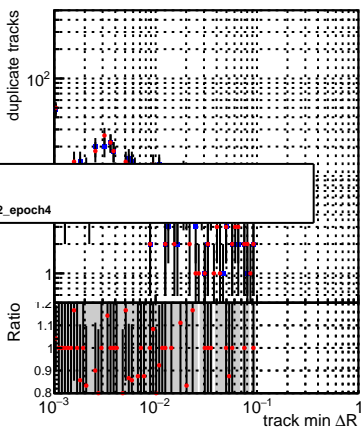 duplicate tracks
10²
2_epoch4
1
Ratio
1.2
1.1
1
0.9
0.8
10⁻³
10⁻²
10⁻¹
1
track min ΔR